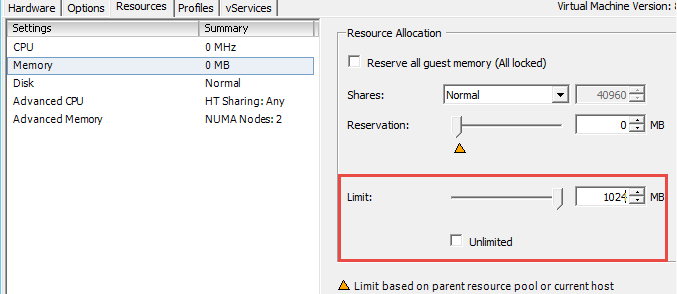 Hardware Options Resources Profiles vServices Virtual Machine Version:
Settings Summary
CPU 0 MHz
Memory 0 MB
Disk Normal
Advanced CPU HT Sharing: Any
Advanced Memory NUMA Nodes: 2
Resource Allocation
Reserve all guest memory (All locked)
Shares: Normal 40960
Reservation: 0 MB
Limit: 1024 MB
Unlimited
Limit based on parent resource pool or current host